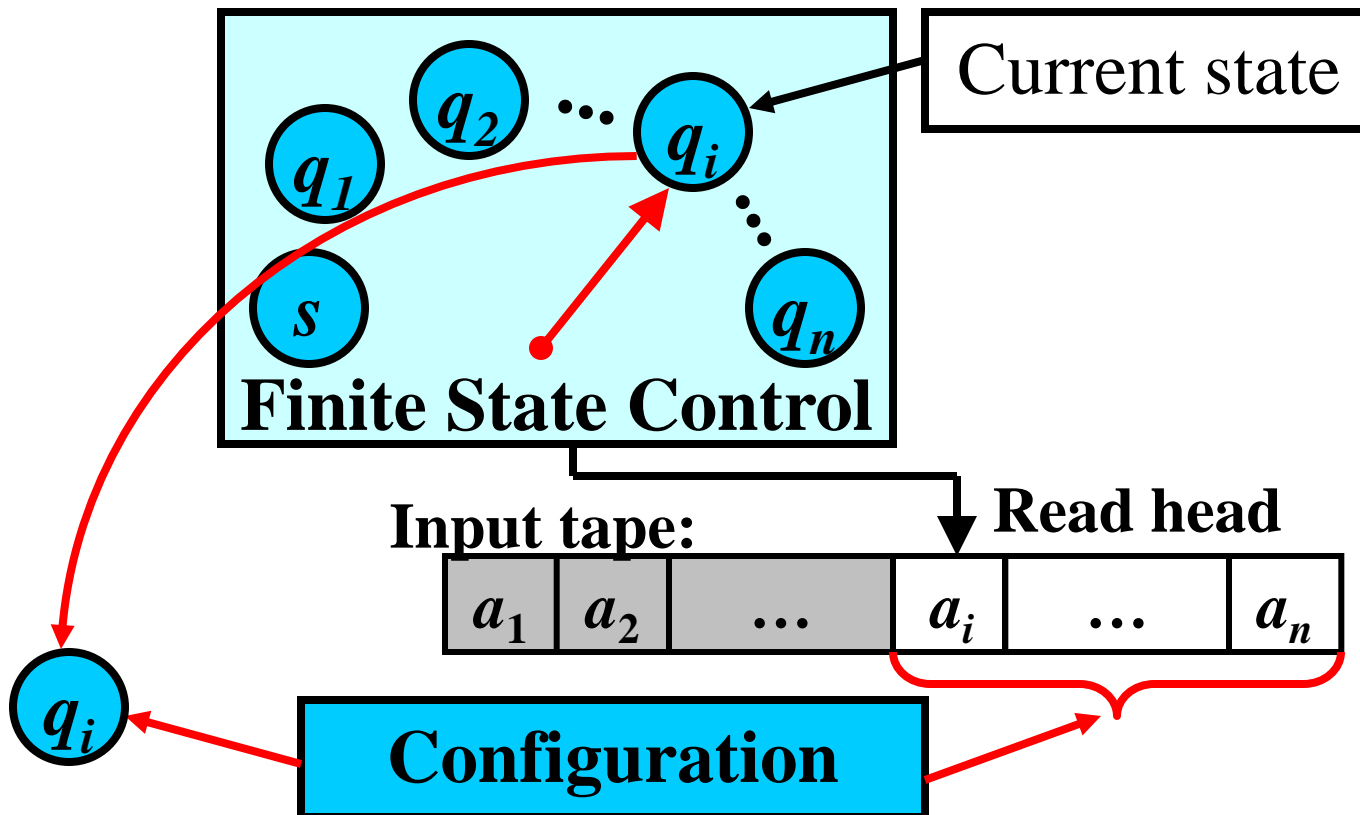 Current state
q2 ... qi
q1
s
qn
...
Finite State Control
Read head
Input tape:
a1 a2 ... ai ... an
qi
Configuration